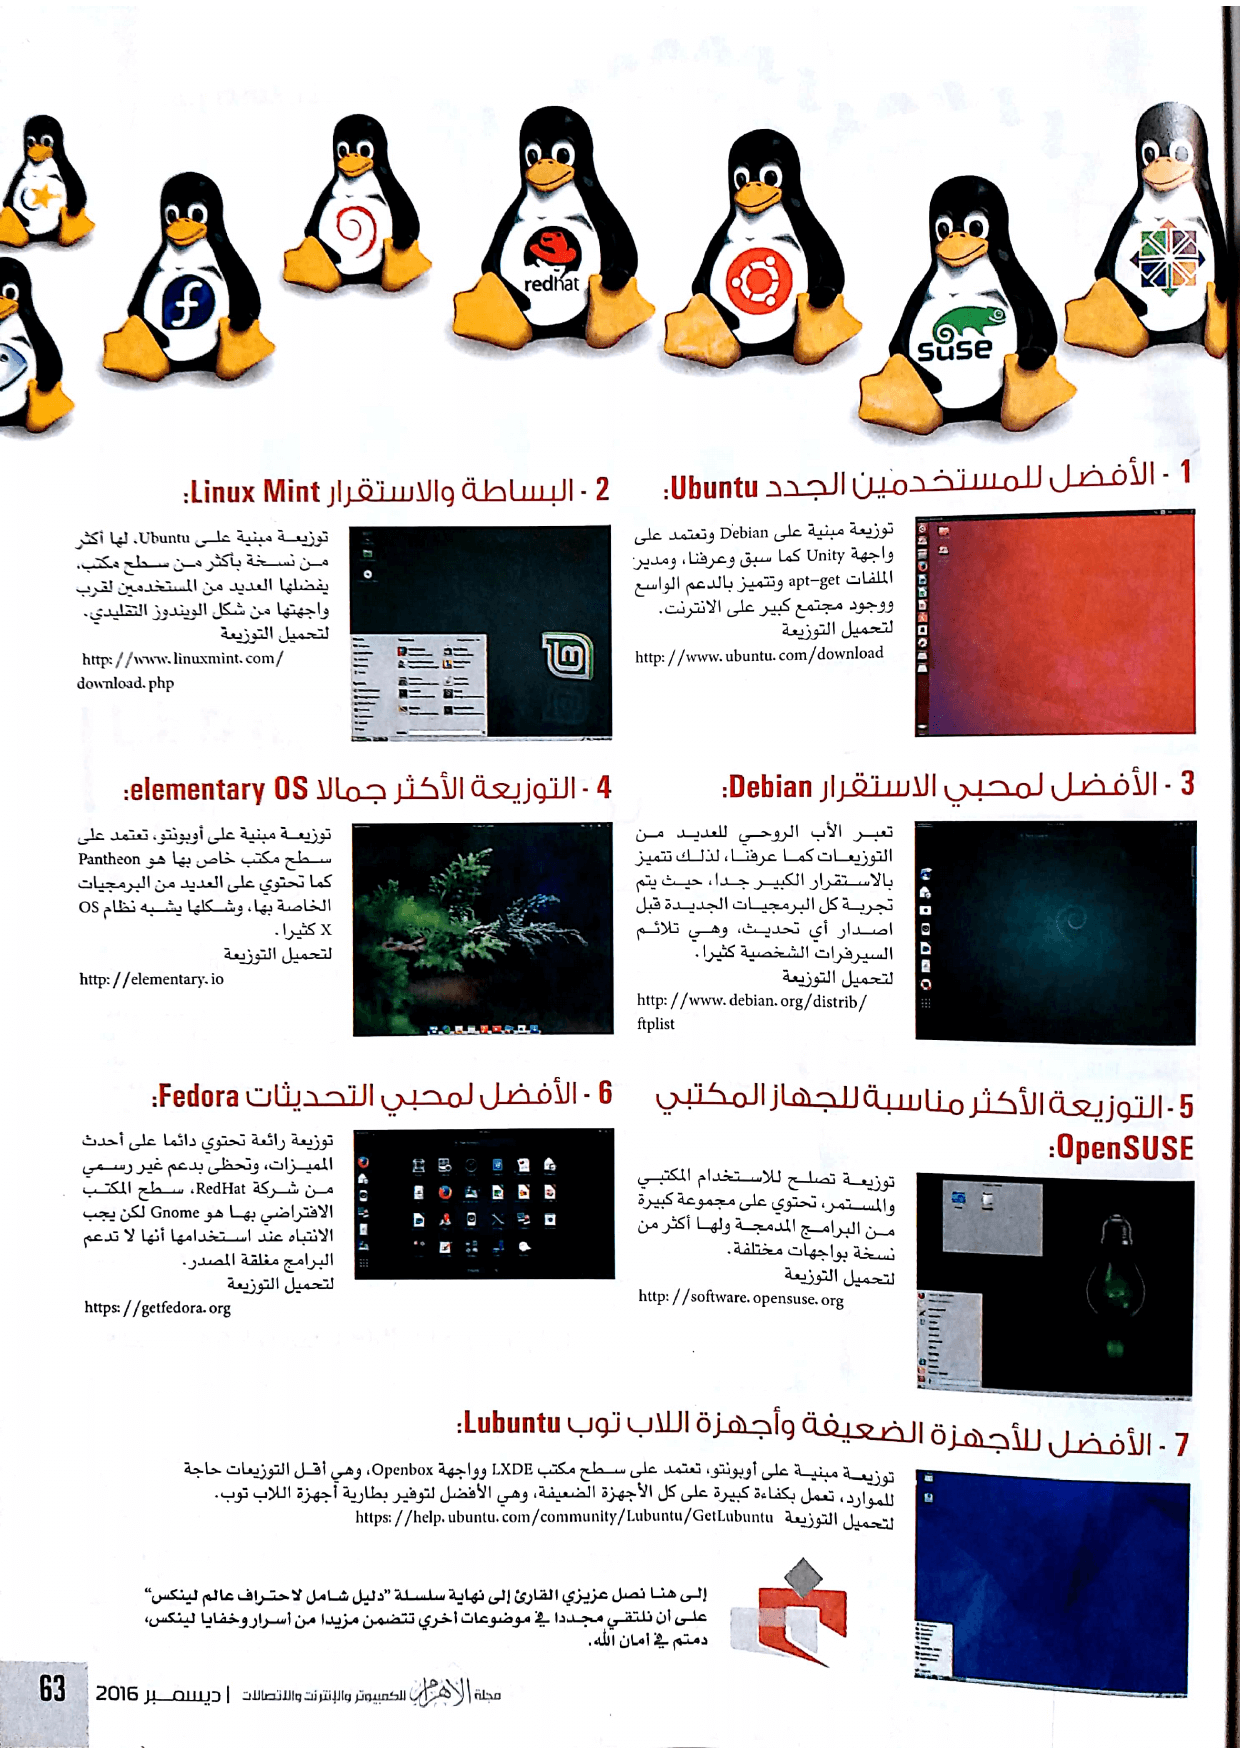 redhat
SUSE
1 - الأفضل للمستخدمين الجدد Ubuntu:
توزيعة مبنية على Debian وتعتمد على
واجهة Unity كما سبق وعرفنا، ومدير
الملفات apt-get وتتميز بالدعم الواسع
ووجود مجتمع كبير على الانترنت.
لتحميل التوزيعة
http://www.ubuntu.com/download
2 - البساطة والاستقرار Linux Mint:
توزيعة مبنية على Ubuntu، لها أكثر
من نسخة بأكثر من سطح مكتب،
يفضلها العديد من المستخدمين لقرب
واجهتها من شكل الويندوز التقليدي.
لتحميل التوزيعة
http://www.linuxmint.com/
download.php
3 - الأفضل لمحبي الاستقرار Debian:
تعبر الأب الروحي للعديد من
التوزيعات كما عرفنا، لذلك تتميز
بالاستقرار الكبير جدا، حيث يتم
تجربة كل البرمجيات الجديدة قبل
اصدار أي تحديث، وهي تلائم
السيرفرات الشخصية كثيرا.
لتحميل التوزيعة
http://www.debian.org/distrib/
ftplist
4 - التوزيعة الأكثر جمالا elementary OS:
توزيعة مبنية على أوبونتو، تعتمد على
سطح مكتب خاص بها هو Pantheon
كما تحتوي على العديد من البرمجيات
الخاصة بها، وشكلها يشبه نظام OS
X كثيرا.
لتحميل التوزيعة
http://elementary.io
5 - التوزيعة الأكثر مناسبة للجهاز المكتبي
OpenSUSE:
توزيعة تصلح للاستخدام المكتبي
والمستمر، تحتوي على مجموعة كبيرة
من البرامج المدمجة ولها أكثر من
نسخة بواجهات مختلفة.
لتحميل التوزيعة
http://software.opensuse.org
6 - الأفضل لمحبي التحديثات Fedora:
توزيعة رائعة تحتوي دائما على أحدث
الميزات، وتحظى بدعم غير رسمي
من شركة RedHat، سطح المكتب
الافتراضي بها هو Gnome لكن يجب
الانتباه عند استخدامها أنها لا تدعم
البرامج مغلقة المصدر.
لتحميل التوزيعة
https://getfedora.org
7 - الأفضل للأجهزة الضعيفة وأجهزة اللاب توب Lubuntu:
توزيعة مبنية على أوبونتو، تعتمد على سطح مكتب LXDE وواجهة Openbox، وهي أقل التوزيعات حاجة
للموارد، تعمل بكفاءة كبيرة على كل الأجهزة الضعيفة، وهي الأفضل لتوفير بطارية أجهزة اللاب توب.
لتحميل التوزيعة https://help.ubuntu.com/community/Lubuntu/GetLubuntu
إلى هنا نصل عزيزي القارئ إلى نهاية سلسلة "دليل شامل لاحتراف عالم لينكس"
على أن نلتقي مجددا في موضوعات أخري تتضمن مزيدا من أسرار وخفايا لينكس،
دمتم في أمان الله.
مجلة الأهرام للكمبيوتر والإنترنت والاتصالات | ديسمبر 2016 63